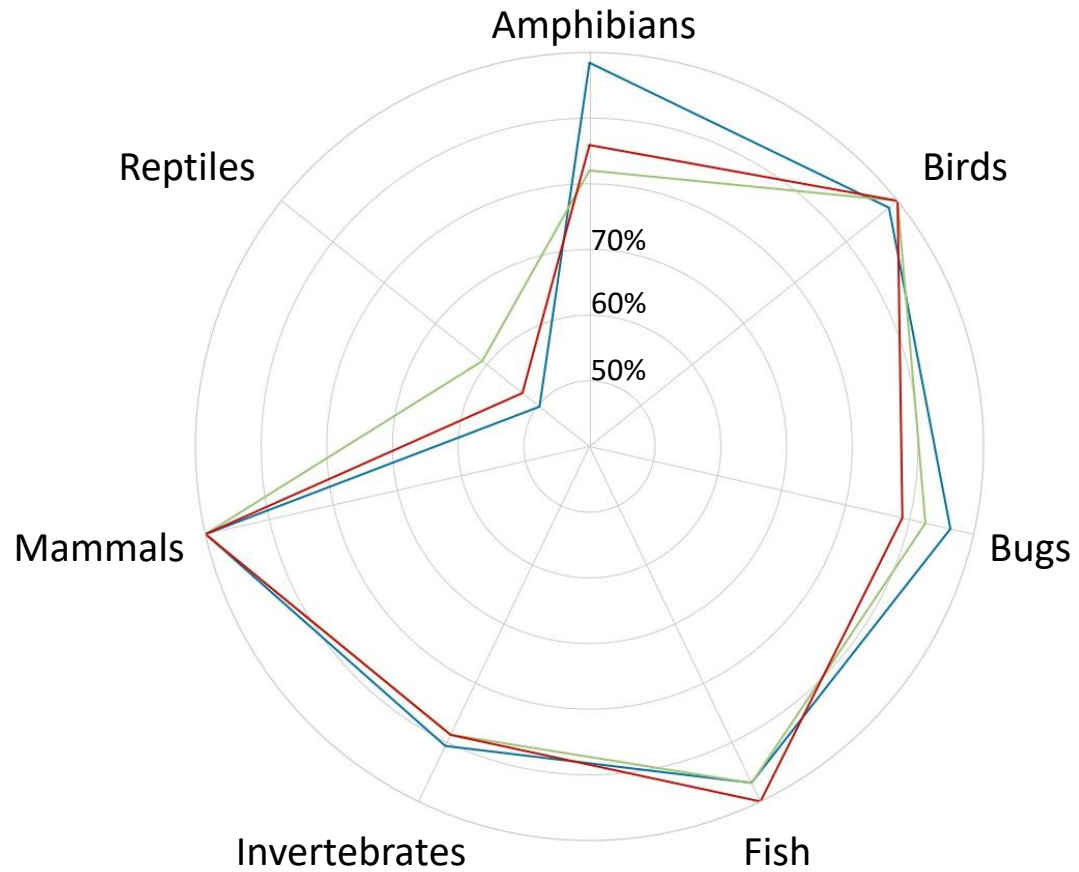 Amphibians
Reptiles
Birds
70%
60%
50%
Mammals
Bugs
Invertebrates
Fish